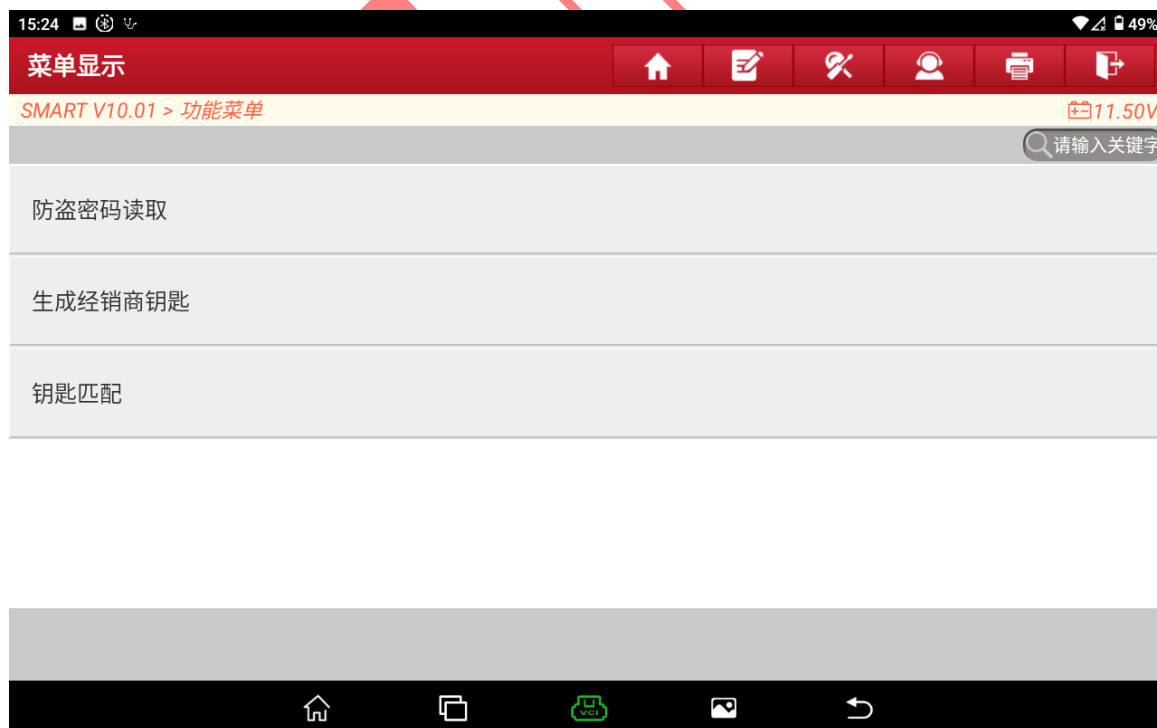 15:24
49%
菜单显示
SMART V10.01 > 功能菜单
11.50V
请输入关键字
防盗密码读取
生成经销商钥匙
钥匙匹配
VCI